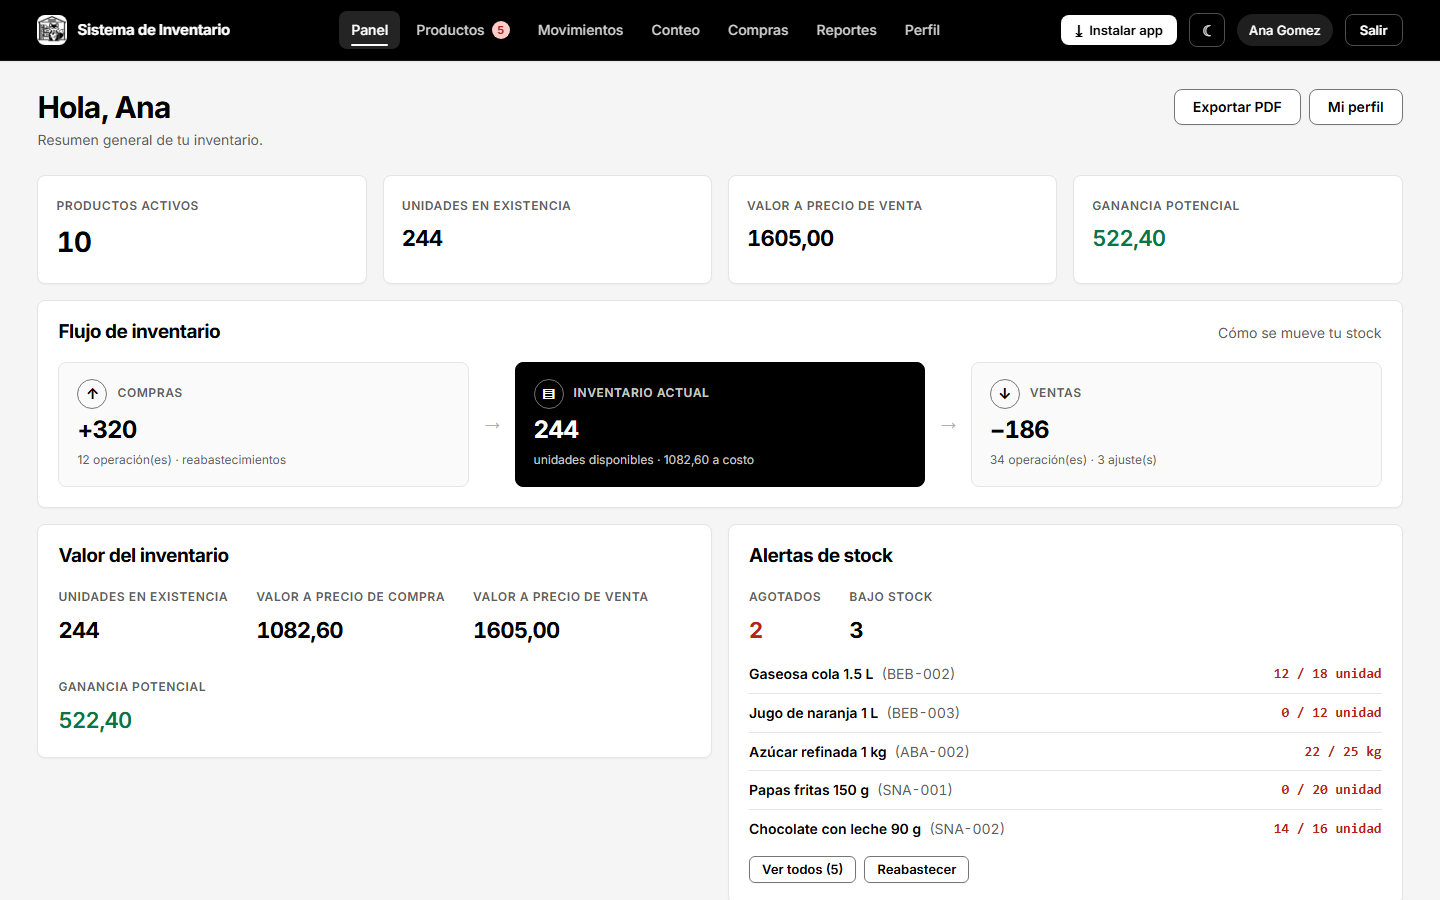 Sistema de Inventario
Panel
Productos 5
Movimientos
Conteo
Compras
Reportes
Perfil
Instalar app
Ana Gomez
Salir
Hola, Ana
Resumen general de tu inventario.
Exportar PDF
Mi perfil
PRODUCTOS ACTIVOS
10
UNIDADES EN EXISTENCIA
244
VALOR A PRECIO DE VENTA
1605,00
GANANCIA POTENCIAL
522,40
Flujo de inventario
Cómo se mueve tu stock
↑ COMPRAS
+320
12 operación(es) · reabastecimientos
→
INVENTARIO ACTUAL
244
unidades disponibles · 1082,60 a costo
→
↓ VENTAS
−186
34 operación(es) · 3 ajuste(s)
Valor del inventario
UNIDADES EN EXISTENCIA
244
VALOR A PRECIO DE COMPRA
1082,60
VALOR A PRECIO DE VENTA
1605,00
GANANCIA POTENCIAL
522,40
Alertas de stock
AGOTADOS
2
BAJO STOCK
3
Gaseosa cola 1.5 L (BEB-002) 12 / 18 unidad
Jugo de naranja 1 L (BEB-003) 0 / 12 unidad
Azúcar refinada 1 kg (ABA-002) 22 / 25 kg
Papas fritas 150 g (SNA-001) 0 / 20 unidad
Chocolate con leche 90 g (SNA-002) 14 / 16 unidad
Ver todos (5)
Reabastecer